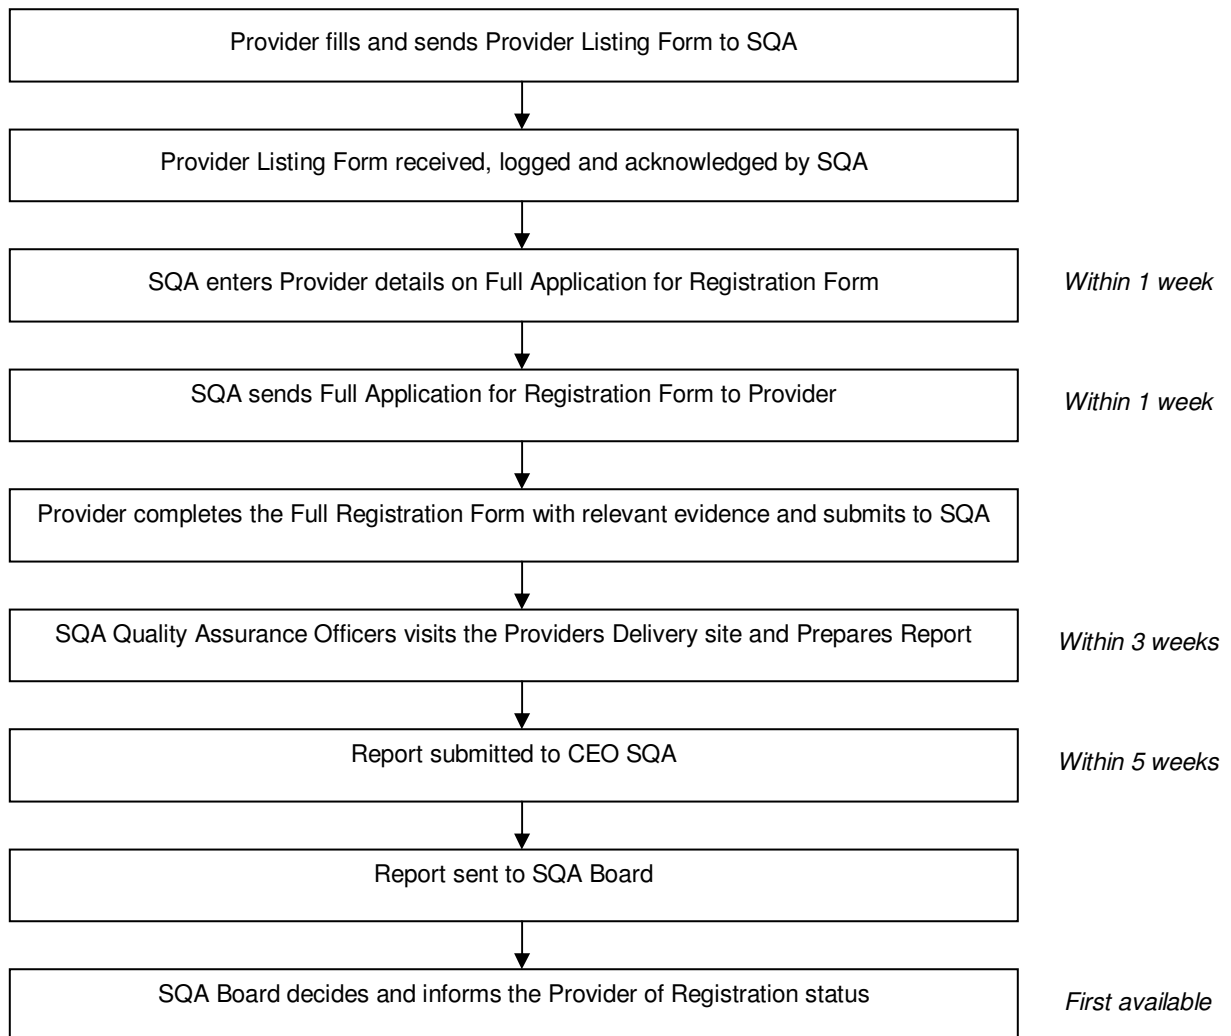 Provider fills and sends Provider Listing Form to SQA
Provider Listing Form received, logged and acknowledged by SQA
SQA enters Provider details on Full Application for Registration Form
Within 1 week
SQA sends Full Application for Registration Form to Provider
Within 1 week
Provider completes the Full Registration Form with relevant evidence and submits to SQA
SQA Quality Assurance Officers visits the Providers Delivery site and Prepares Report
Within 3 weeks
Report submitted to CEO SQA
Within 5 weeks
Report sent to SQA Board
SQA Board decides and informs the Provider of Registration status
First available